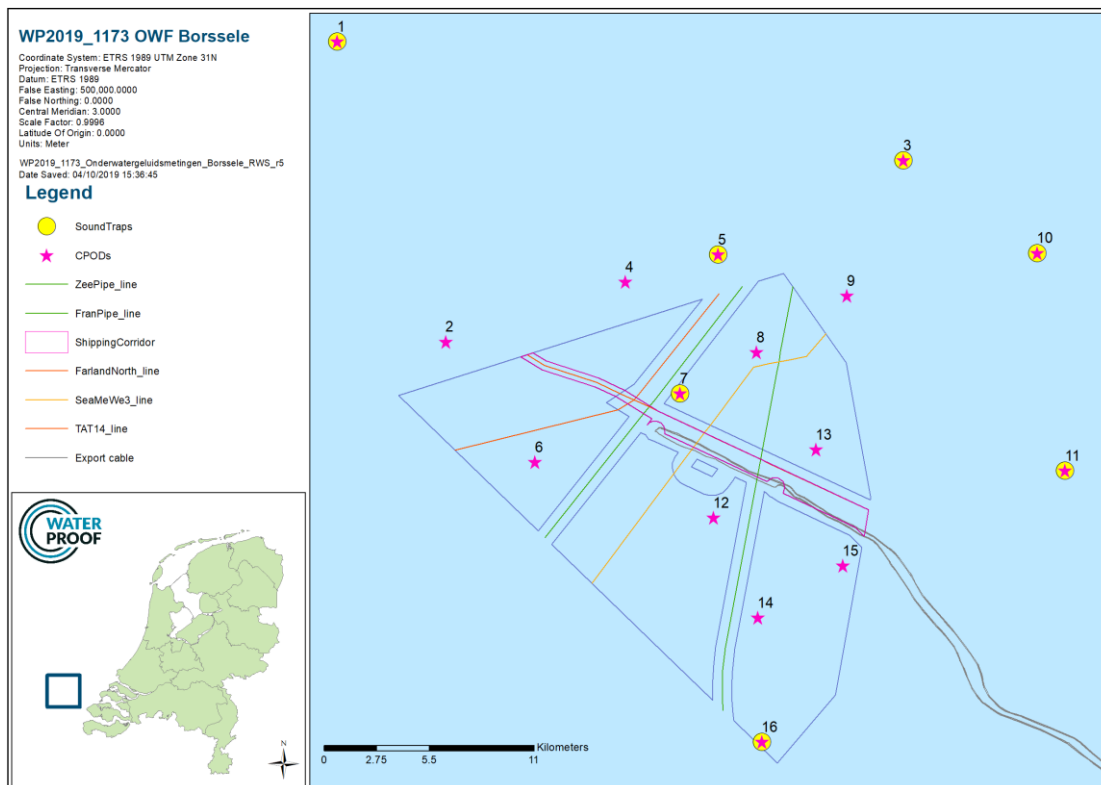 WP2019_1173 OWF Borssele
Coordinate System: ETRS 1989 UTM Zone 31N
Projection: Transverse Mercator
Datum: ETRS 1989
False Easting: 500,000.0000
False Northing: 0.0000
Central Meridian: 3.0000
Scale Factor: 0.9996
Latitude Of Origin: 0.0000
Units: Meter
WP2019_1173_Onderwatergeluidsmetingen_Borssele_RWS_r5
Date Saved: 04/10/2019 15:36:45
Legend
SoundTraps
CPODs
ZeePipe_line
FranPipe_line
ShippingCorridor
FarlandNorth_line
SeaMeWe3_line
TAT14_line
Export cable
WATER
PROOF
N
1
3
5
10
4
9
2
8
7
13
6
11
12
15
14
16
Kilometers
0 2.75 5.5 11